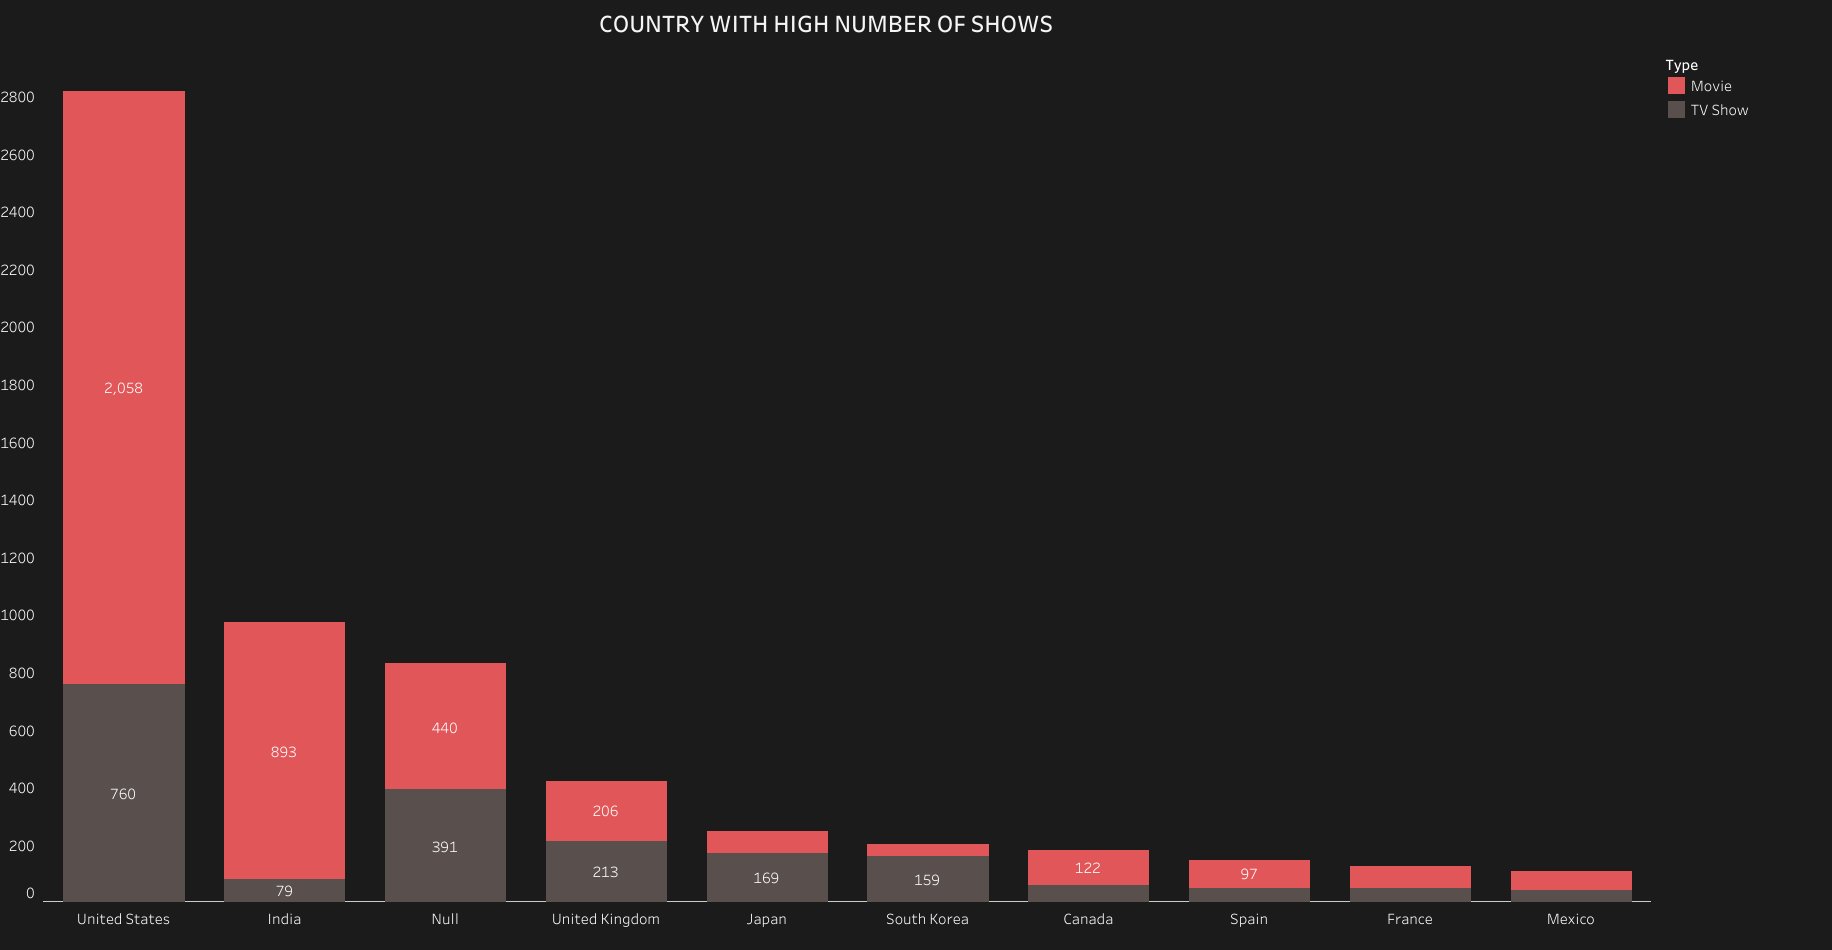 COUNTRY WITH HIGH NUMBER OF SHOWS
Type
Movie
TV Show
2800
2600
2400
2200
2000
1800
1600
1400
1200
1000
800
600
400
200
0
2,058
760
893
79
440
391
206
213
169
159
122
97
United States
India
Null
United Kingdom
Japan
South Korea
Canada
Spain
France
Mexico